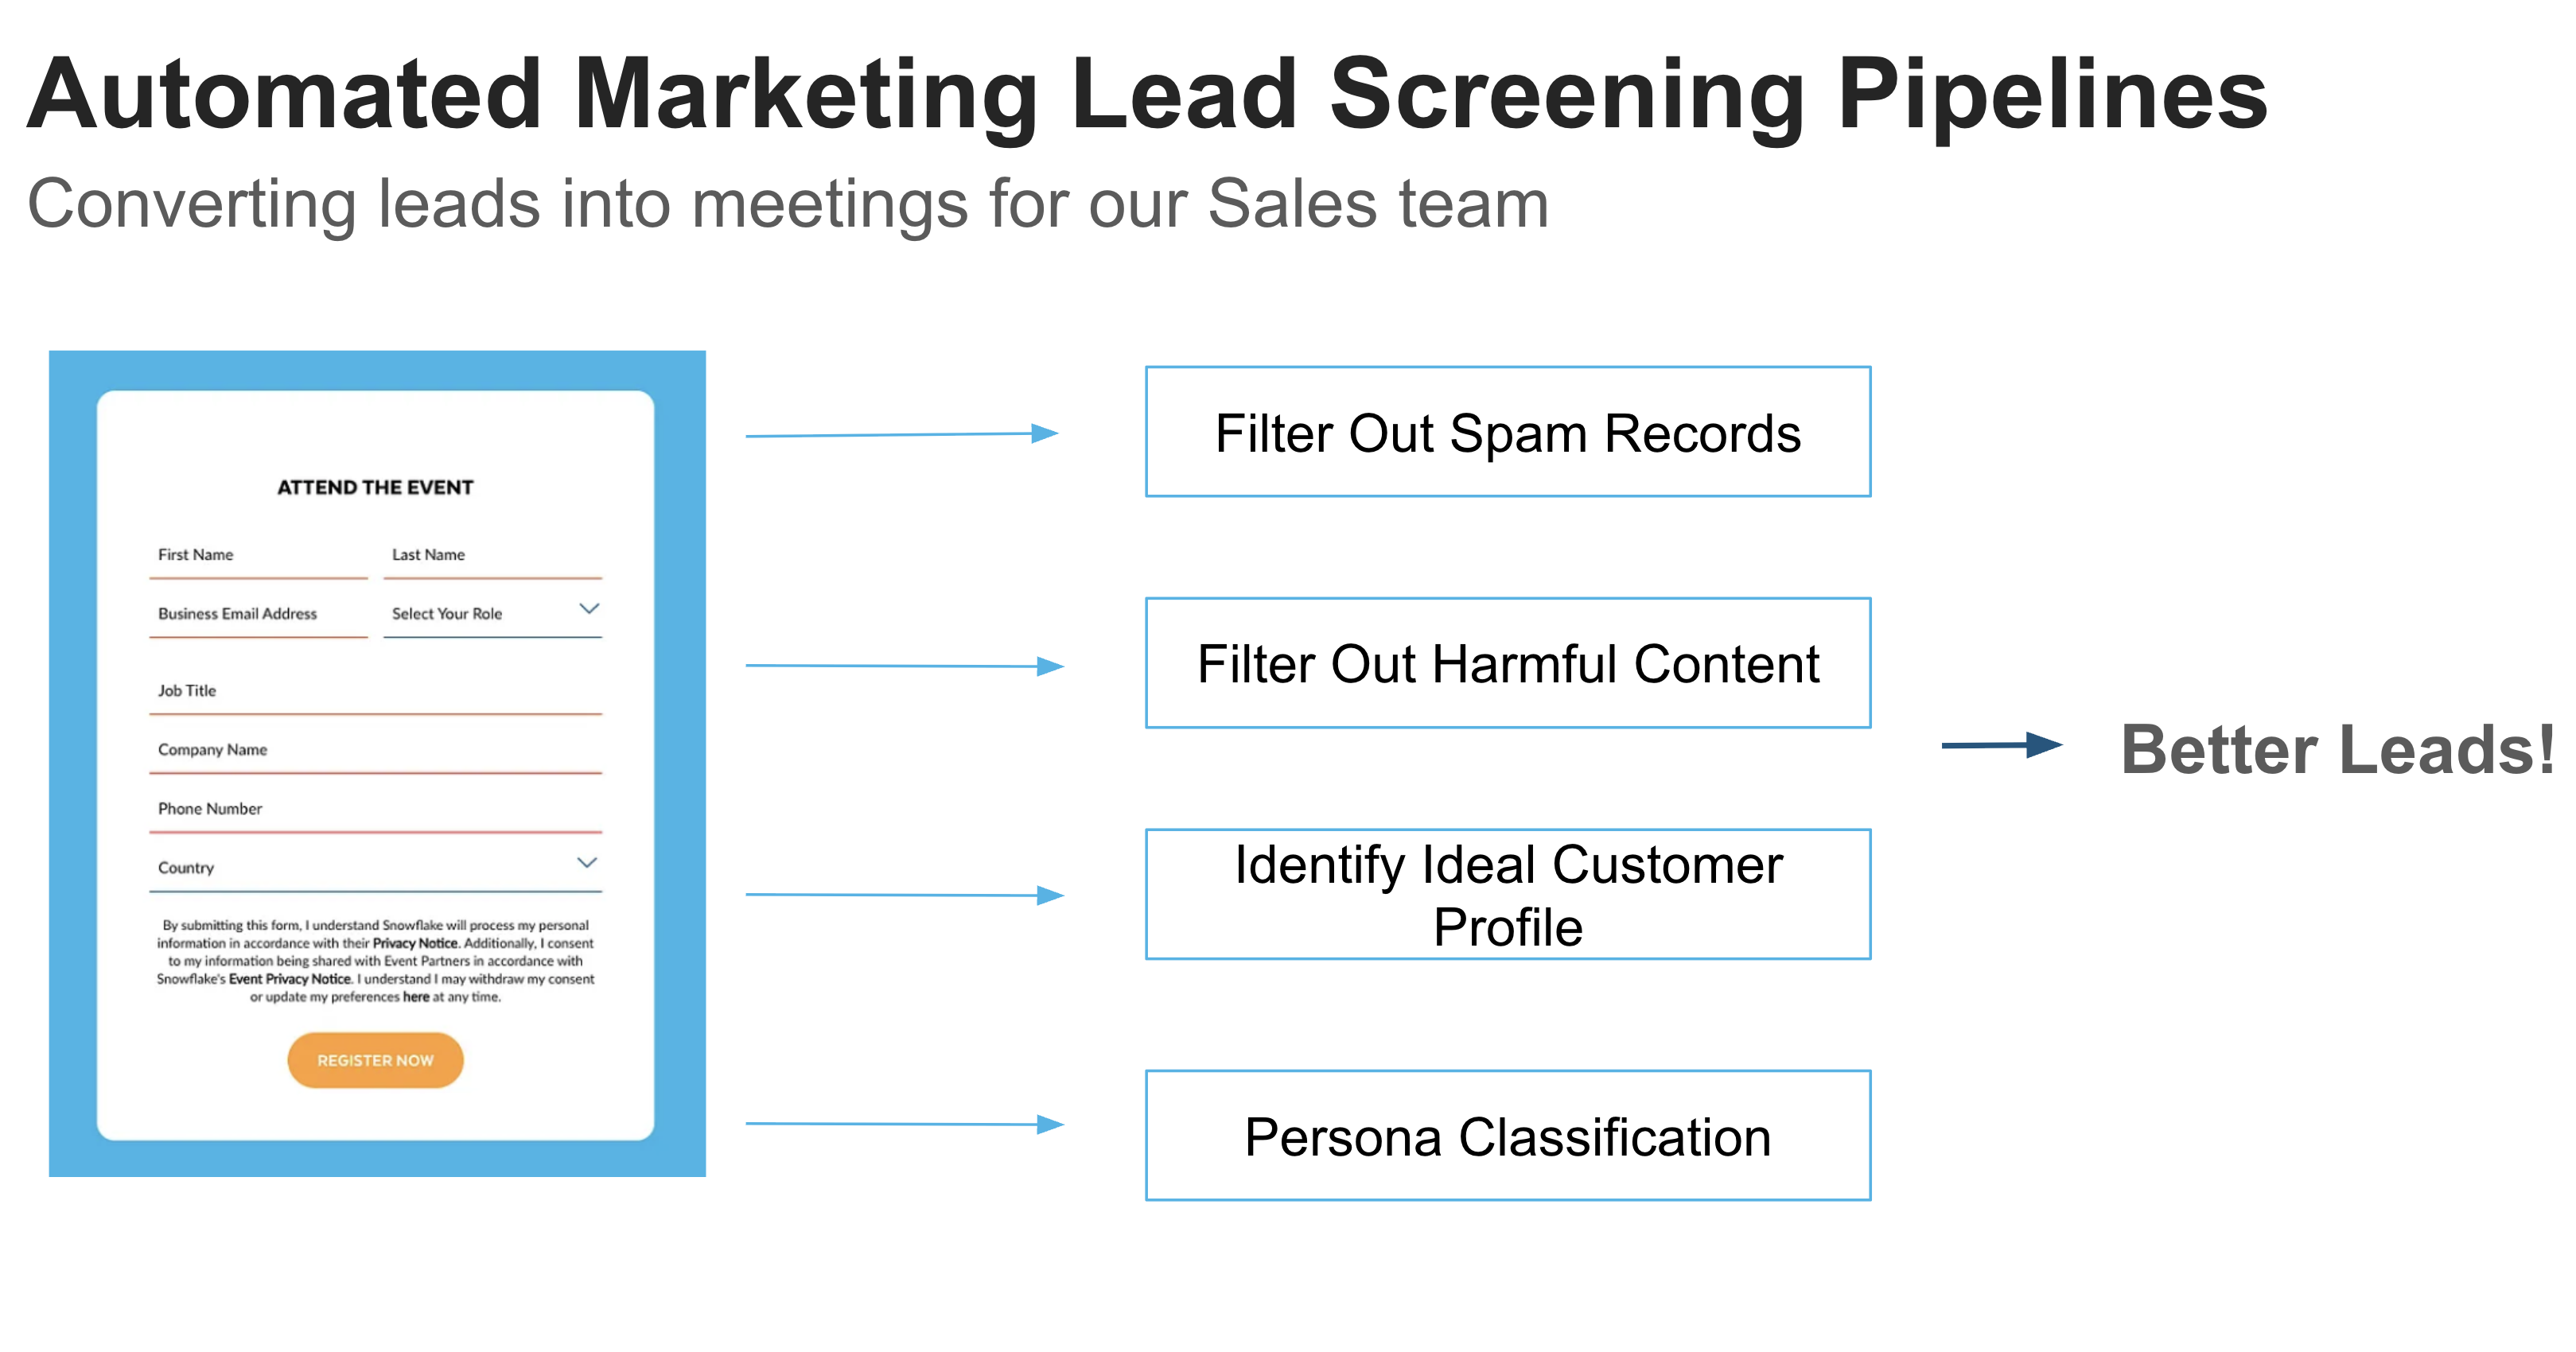 Automated Marketing Lead Screening Pipelines
Converting leads into meetings for our Sales team
ATTEND THE EVENT
First Name
Last Name
Business Email Address
Select Your Role
Job Title
Company Name
Phone Number
Country
By submitting this form, I understand Snowflake will process my personal
information in accordance with their Privacy Notice. Additionally, I consent
to my information being shared with Event Partners in accordance with
Snowflake's Event Privacy Notice. I understand I may withdraw my consent
or update my preferences here at any time.
REGISTER NOW
Filter Out Spam Records
Filter Out Harmful Content
Identify Ideal Customer
Profile
Persona Classification
Better Leads!